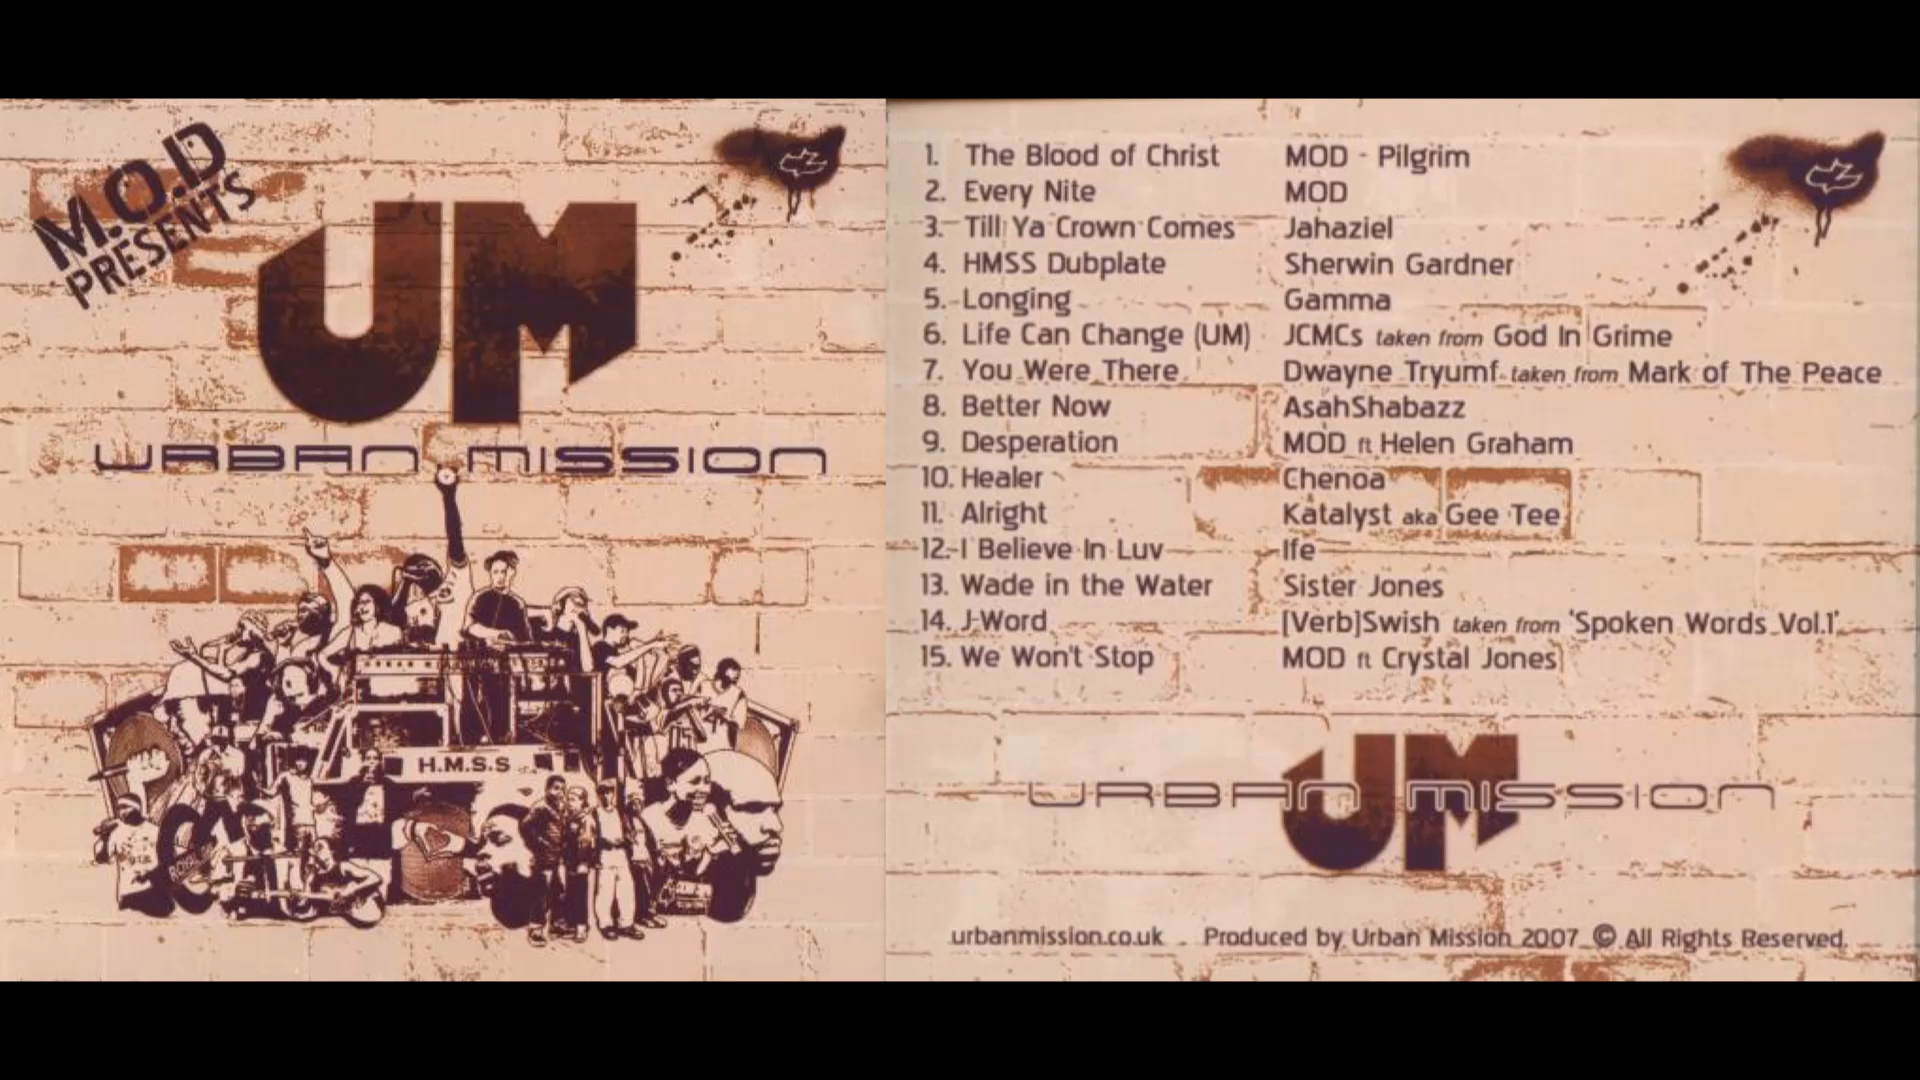 M.O.D
PRESENTS
UM
URBAN MISSION
H.M.S.S
1. The Blood of Christ MOD - Pilgrim
2. Every Nite MOD
3. Till Ya Crown Comes Jahaziel
4. HMSS Dubplate Sherwin Gardner
5. Longing Gamma
6. Life Can Change (UM) JCMCs taken from God In Grime
7. You Were There Dwayne Tryumf taken from Mark of The Peace
8. Better Now AsahShabazz
9. Desperation MOD ft Helen Graham
10. Healer Chenoa
11. Alright Katalyst aka Gee Tee
12. I Believe In Luv Ife
13. Wade in the Water Sister Jones
14. J-Word [Verb]Swish taken from 'Spoken Words Vol.1'
15. We Won't Stop MOD ft Crystal Jones
UM
URBAN MISSION
urbanmission.co.uk Produced by Urban Mission 2007 © All Rights Reserved.